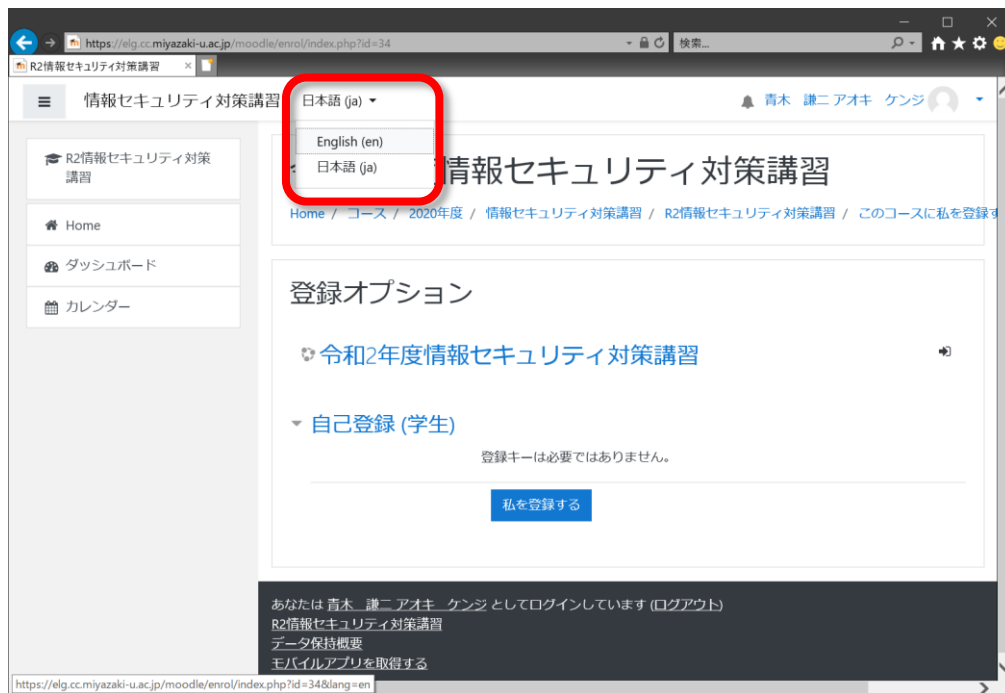 https://elg.cc.miyazaki-u.ac.jp/moodle/enrol/index.php?id=34
検索...
R2情報セキュリティ対策講習
情報セキュリティ対策講習
日本語 (ja)
青木 謙二 アオキ ケンジ
English (en)
日本語 (ja)
R2情報セキュリティ対策
講習
Home
ダッシュボード
カレンダー
情報セキュリティ対策講習
Home / コース / 2020年度 / 情報セキュリティ対策講習 / R2情報セキュリティ対策講習 / このコースに私を登録す
登録オプション
令和2年度情報セキュリティ対策講習
自己登録 (学生)
登録キーは必要ではありません。
私を登録する
あなたは 青木 謙二 アオキ ケンジ としてログインしています (ログアウト)
R2情報セキュリティ対策講習
データ保持概要
モバイルアプリを取得する
https://elg.cc.miyazaki-u.ac.jp/moodle/enrol/index.php?id=34&lang=en